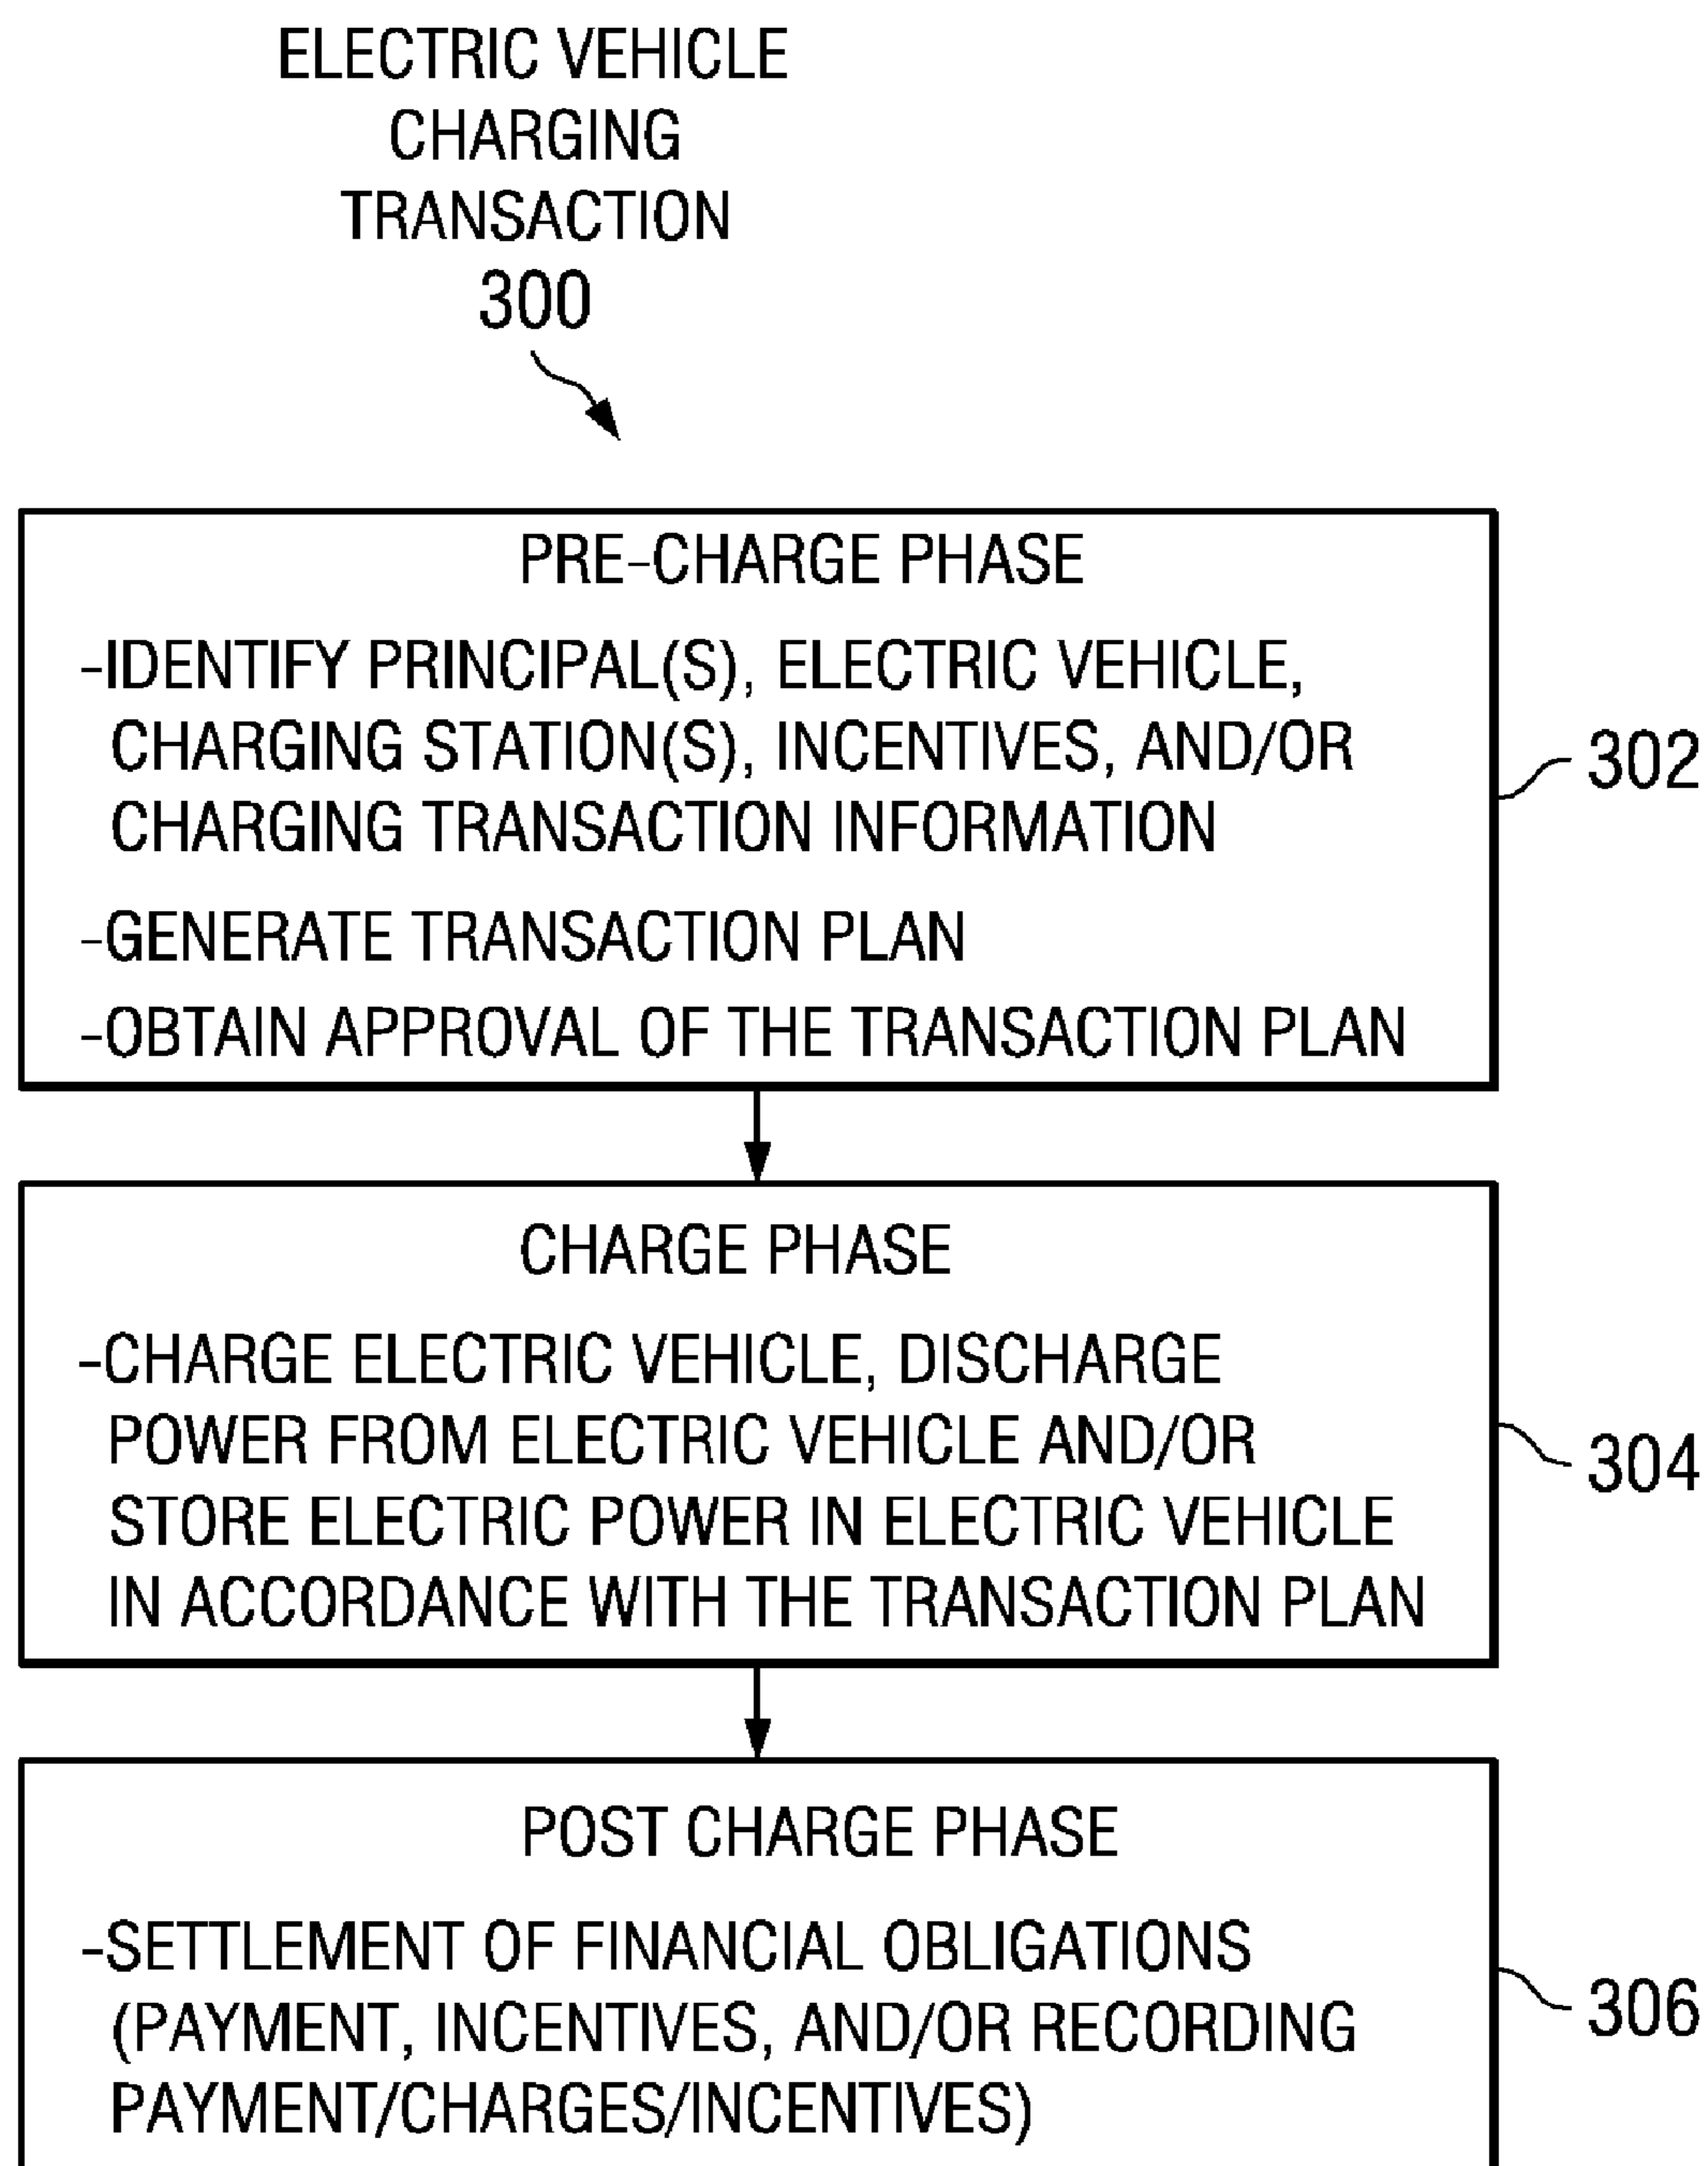 ELECTRIC VEHICLE
CHARGING
TRANSACTION
300
PRE-CHARGE PHASE
-IDENTIFY PRINCIPAL(S), ELECTRIC VEHICLE,
CHARGING STATION(S), INCENTIVES, AND/OR
CHARGING TRANSACTION INFORMATION
-GENERATE TRANSACTION PLAN
-OBTAIN APPROVAL OF THE TRANSACTION PLAN
302
CHARGE PHASE
-CHARGE ELECTRIC VEHICLE, DISCHARGE
POWER FROM ELECTRIC VEHICLE AND/OR
STORE ELECTRIC POWER IN ELECTRIC VEHICLE
IN ACCORDANCE WITH THE TRANSACTION PLAN
304
POST CHARGE PHASE
-SETTLEMENT OF FINANCIAL OBLIGATIONS
(PAYMENT, INCENTIVES, AND/OR RECORDING
PAYMENT/CHARGES/INCENTIVES)
306